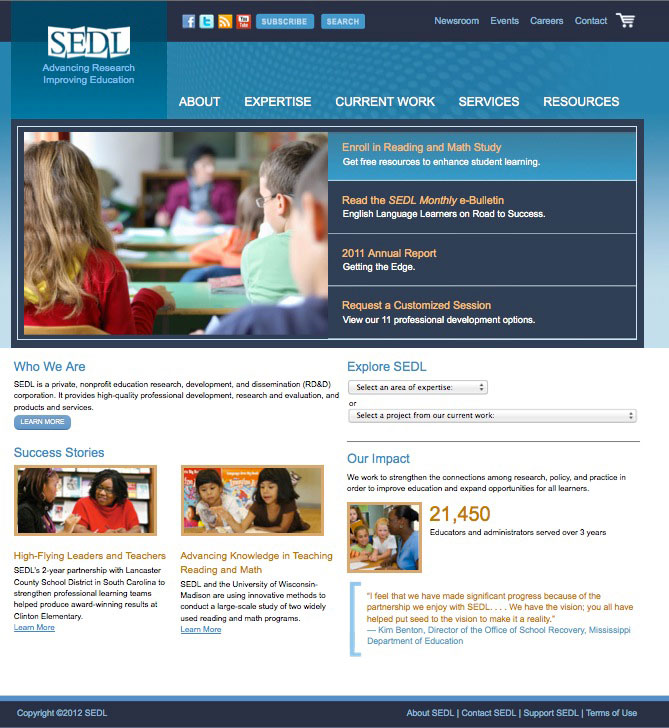 SUBSCRIBE SEARCH Newsroom Events Careers Contact
SEDL
Advancing Research
Improving Education
ABOUT EXPERTISE CURRENT WORK SERVICES RESOURCES
Enroll in Reading and Math Study
Get free resources to enhance student learning.
Read the SEDL Monthly e-Bulletin
English Language Learners on Road to Success.
2011 Annual Report
Getting the Edge.
Request a Customized Session
View our 11 professional development options.
Who We Are
SEDL is a private, nonprofit education research, development, and dissemination (RD&D)
corporation. It provides high-quality professional development, research and evaluation, and
products and services.
LEARN MORE
Explore SEDL
Select an area of expertise:
or
Select a project from our current work:
Success Stories
High-Flying Leaders and Teachers
SEDL's 2-year partnership with Lancaster
County School District in South Carolina to
strengthen professional learning teams
helped produce award-winning results at
Clinton Elementary.
Learn More
Advancing Knowledge in Teaching
Reading and Math
SEDL and the University of Wisconsin-
Madison are using innovative methods to
conduct a large-scale study of two widely
used reading and math programs.
Learn More
Our Impact
We work to strengthen the connections among research, policy, and practice in
order to improve education and expand opportunities for all learners.
21,450
Educators and administrators served over 3 years
"I feel that we have made significant progress because of the
partnership we enjoy with SEDL. . . . We have the vision; you all have
helped put seed to the vision to make it a reality."
— Kim Benton, Director of the Office of School Recovery, Mississippi
Department of Education
Copyright ©2012 SEDL
About SEDL | Contact SEDL | Support SEDL | Terms of Use